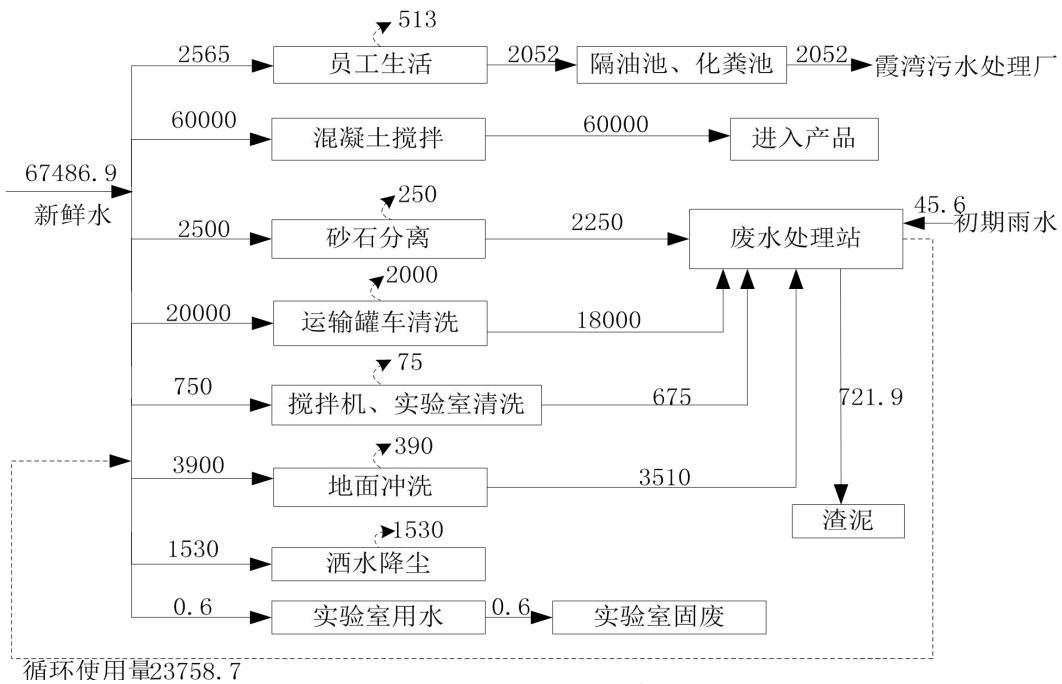 513
2565
员工生活
2052
隔油池、化粪池
2052
霞湾污水处理厂
60000
混凝土搅拌
60000
进入产品
67486.9
新鲜水
250
2500
砂石分离
2250
废水处理站
45.6
初期雨水
2000
20000
运输罐车清洗
18000
75
750
搅拌机、实验室清洗
675
721.9
390
3900
地面冲洗
3510
渣泥
1530
1530
洒水降尘
0.6
实验室用水
0.6
实验室固废
循环使用量23758.7